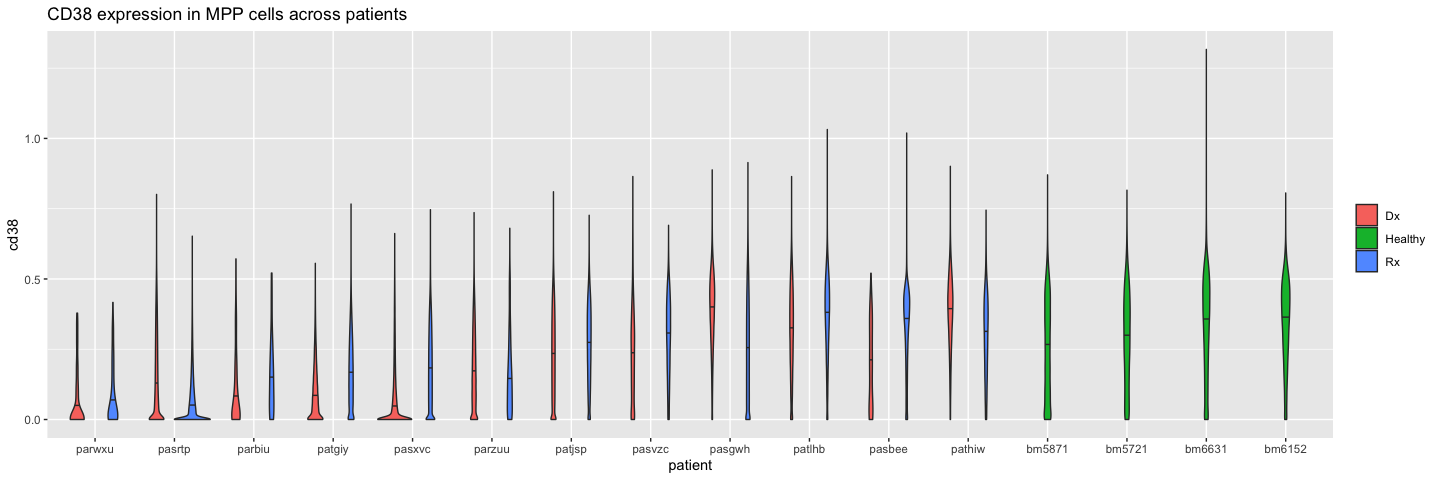 CD38 expression in MPP cells across patients
cd38
1.0
0.5
0.0
parwxu pasrtp parbiu patgiy pasxvc parzuu patjsp pasvzc pasgwh patlhb pasbee pathiw bm5871 bm5721 bm6631 bm6152
patient
Dx
Healthy
Rx